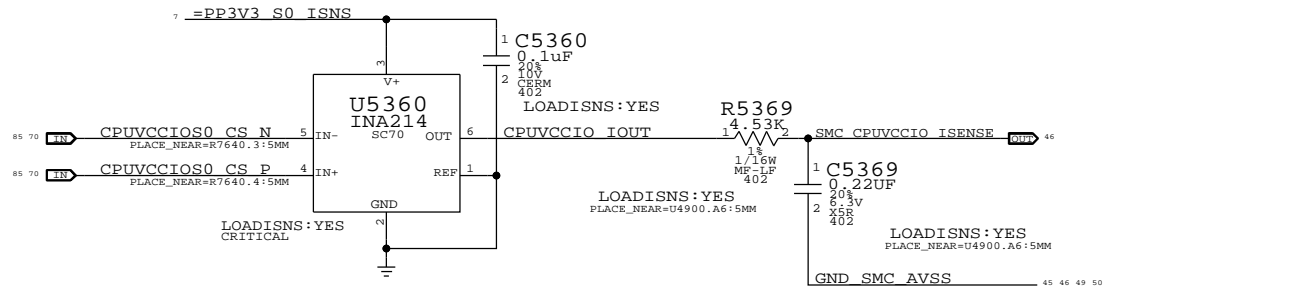 7 =PP3V3_S0_ISNS
1 C5360
0.1uF
20%
10V
2 CERM
402
LOADISNS:YES
3
V+
U5360
INA214
SC70
85 70 IN CPUVCCIOS0_CS_N 5 IN-
PLACE_NEAR=R7640.3:5MM
85 70 IN CPUVCCIOS0_CS_P 4 IN+
PLACE_NEAR=R7640.4:5MM
OUT 6 CPUVCCIO_IOUT
REF 1
GND
2
LOADISNS:YES
CRITICAL
R5369
4.53K
1 2
1%
1/16W
MF-LF
402
LOADISNS:YES
PLACE_NEAR=U4900.A6:5MM
SMC_CPUVCCIO_ISENSE OUT 46
1 C5369
0.22UF
20%
6.3V
2 X5R
402
LOADISNS:YES
PLACE_NEAR=U4900.A6:5MM
GND_SMC_AVSS 45 46 49 50